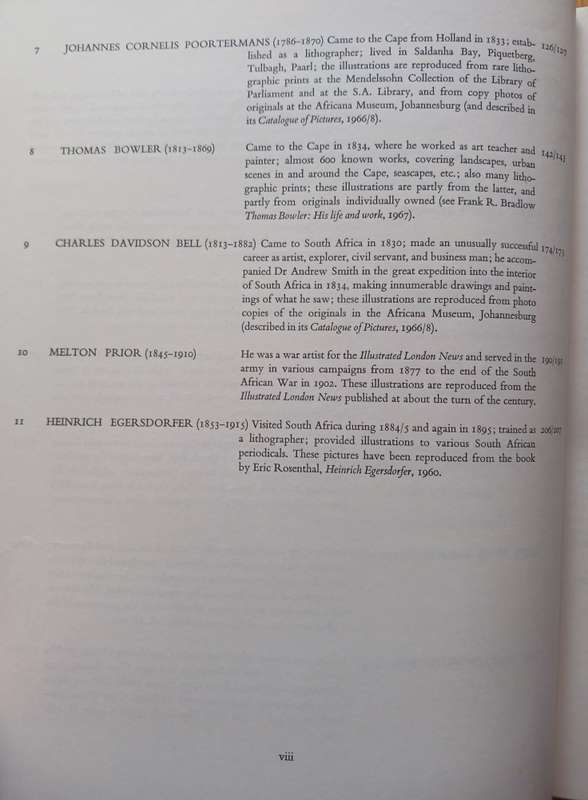 7 JOHANNES CORNELIS POORTERMANS (1786–1870) Came to the Cape from Holland in 1833; estab- 126/127
lished as a lithographer; lived in Saldanha Bay, Piquetberg,
Tulbagh, Paarl; the illustrations are reproduced from rare litho-
graphic prints at the Mendelssohn Collection of the Library of
Parliament and at the S.A. Library, and from copy photos of
originals at the Africana Museum, Johannesburg (and described in
its Catalogue of Pictures, 1966/8).
8 THOMAS BOWLER (1813–1869) Came to the Cape in 1834, where he worked as art teacher and 142/143
painter; almost 600 known works, covering landscapes, urban
scenes in and around the Cape, seascapes, etc.; also many litho-
graphic prints; these illustrations are partly from the latter, and
partly from originals individually owned (see Frank R. Bradlow
Thomas Bowler: His life and work, 1967).
9 CHARLES DAVIDSON BELL (1813–1882) Came to South Africa in 1830; made an unusually successful 174/175
career as artist, explorer, civil servant, and business man; he accom-
panied Dr Andrew Smith in the great expedition into the interior
of South Africa in 1834, making innumerable drawings and paint-
ings of what he saw; these illustrations are reproduced from photo
copies of the originals in the Africana Museum, Johannesburg
(described in its Catalogue of Pictures, 1966/8).
10 MELTON PRIOR (1845–1910) He was a war artist for the Illustrated London News and served in the 190/191
army in various campaigns from 1877 to the end of the South
African War in 1902. These illustrations are reproduced from the
Illustrated London News published at about the turn of the century.
11 HEINRICH EGERSDORFER (1853–1915) Visited South Africa during 1884/5 and again in 1895; trained as 206/207
a lithographer; provided illustrations to various South African
periodicals. These pictures have been reproduced from the book
by Eric Rosenthal, Heinrich Egersdorfer, 1960.
viii